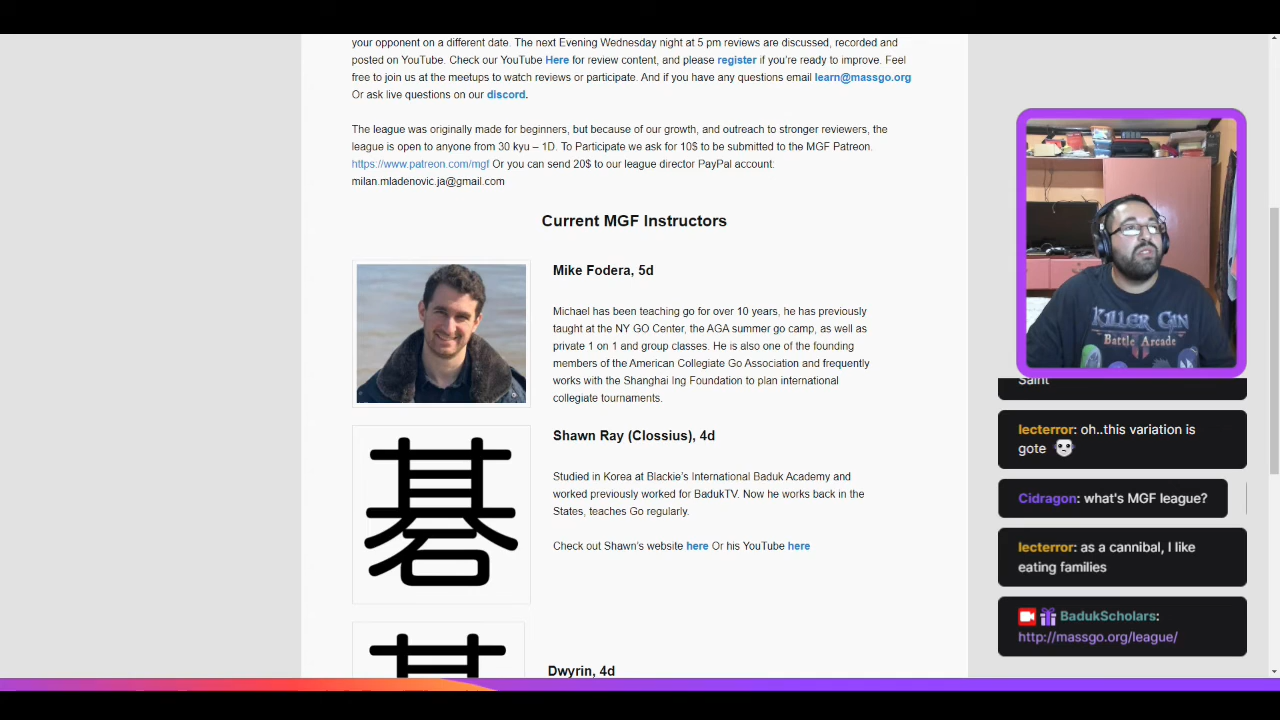 your opponent on a different date. The next Evening Wednesday night at 5 pm reviews are discussed, recorded and
posted on YouTube. Check our YouTube Here for review content, and please register if you're ready to improve. Feel
free to join us at the meetups to watch reviews or participate. And if you have any questions email learn@massgo.org
Or ask live questions on our discord.
The league was originally made for beginners, but because of our growth, and outreach to stronger reviewers, the
league is open to anyone from 30 kyu – 1D. To Participate we ask for 10$ to be submitted to the MGF Patreon.
https://www.patreon.com/mgf Or you can send 20$ to our league director PayPal account:
milan.mladenovic.ja@gmail.com
Current MGF Instructors
Mike Fodera, 5d
Michael has been teaching go for over 10 years, he has previously
taught at the NY GO Center, the AGA summer go camp, as well as
private 1 on 1 and group classes. He is also one of the founding
members of the American Collegiate Go Association and frequently
works with the Shanghai Ing Foundation to plan international
collegiate tournaments.
碁
Shawn Ray (Clossius), 4d
Studied in Korea at Blackie's International Baduk Academy and
worked previously worked for BadukTV. Now he works back in the
States, teaches Go regularly.
Check out Shawn's website here Or his YouTube here
Dwyrin, 4d
KILLER CIN
Battle Arcade
Saint
lecterror: oh..this variation is
gote
Cidragon: what's MGF league?
lecterror: as a cannibal, I like
eating families
BadukScholars:
http://massgo.org/league/